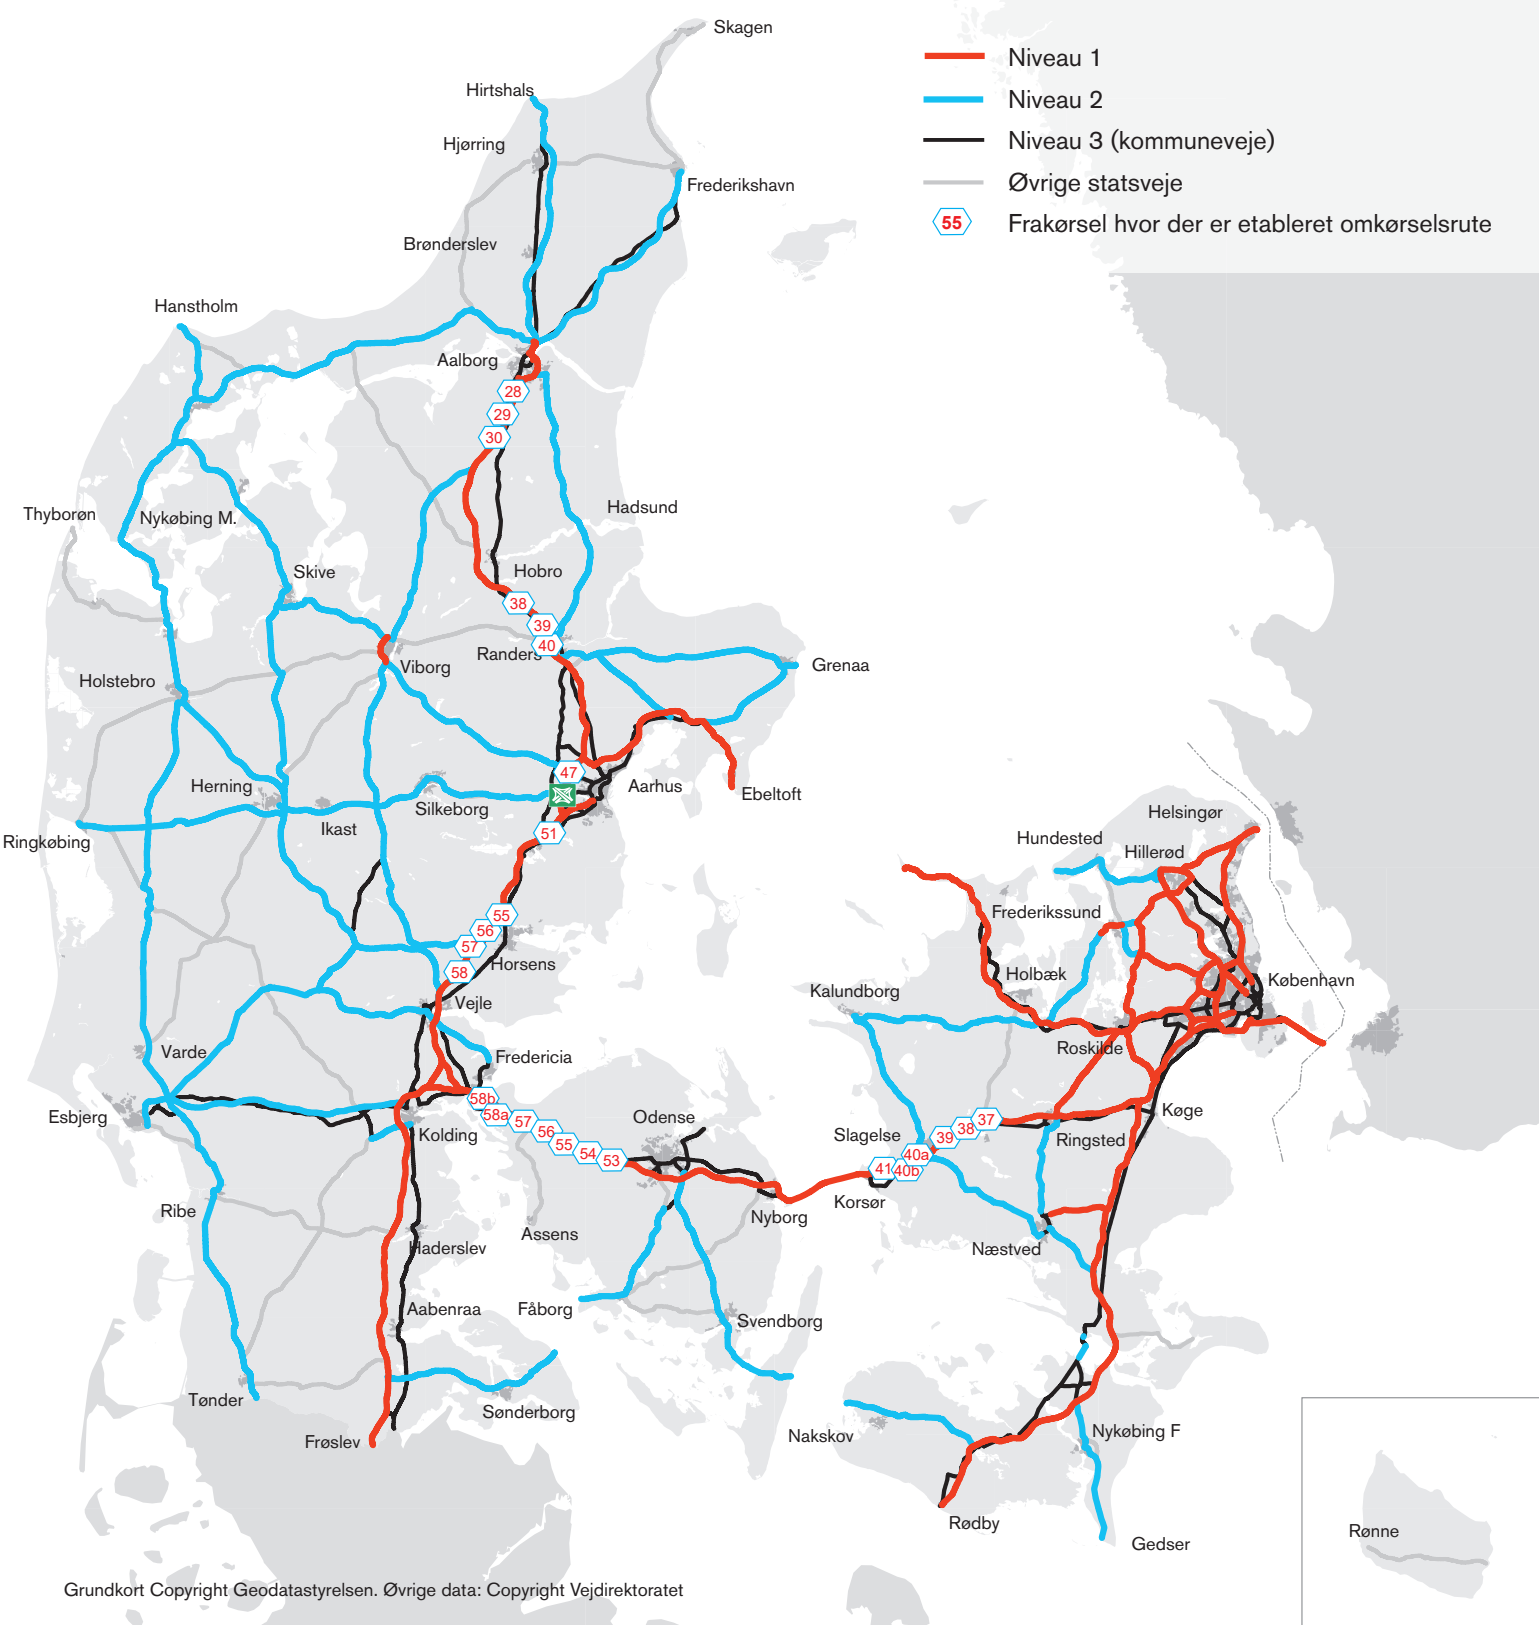 Niveau 1
Niveau 2
Niveau 3 (kommuneveje)
Øvrige statsveje
55
Frakørsel hvor der er etableret omkørselsrute
Skagen
Hirtshals
Hjørring
Frederikshavn
Brønderslev
Hanstholm
Aalborg
28
29
30
Thyborøn
Nykøbing M.
Hadsund
Skive
Hobro
38
39
40
Randers
Viborg
Grenaa
Holstebro
47
Herning
Silkeborg
Aarhus
Ebeltoft
Ikast
Ringkøbing
51
Helsingør
Hundested
Hillerød
55
56
57
58
Horsens
Frederikssund
Holbæk
København
Kalundborg
Vejle
Varde
Fredericia
Roskilde
Esbjerg
58b
58a
57
56
55
54
53
Kolding
Odense
Slagelse
41
40b
40a
39
38
37
Køge
Ringsted
Ribe
Korsør
Nyborg
Assens
Haderslev
Næstved
Aabenraa
Fåborg
Svendborg
Tønder
Sønderborg
Frøslev
Nakskov
Nykøbing F
Rødby
Gedser
Rønne
Grundkort Copyright Geodatastyrelsen. Øvrige data: Copyright Vejdirektoratet